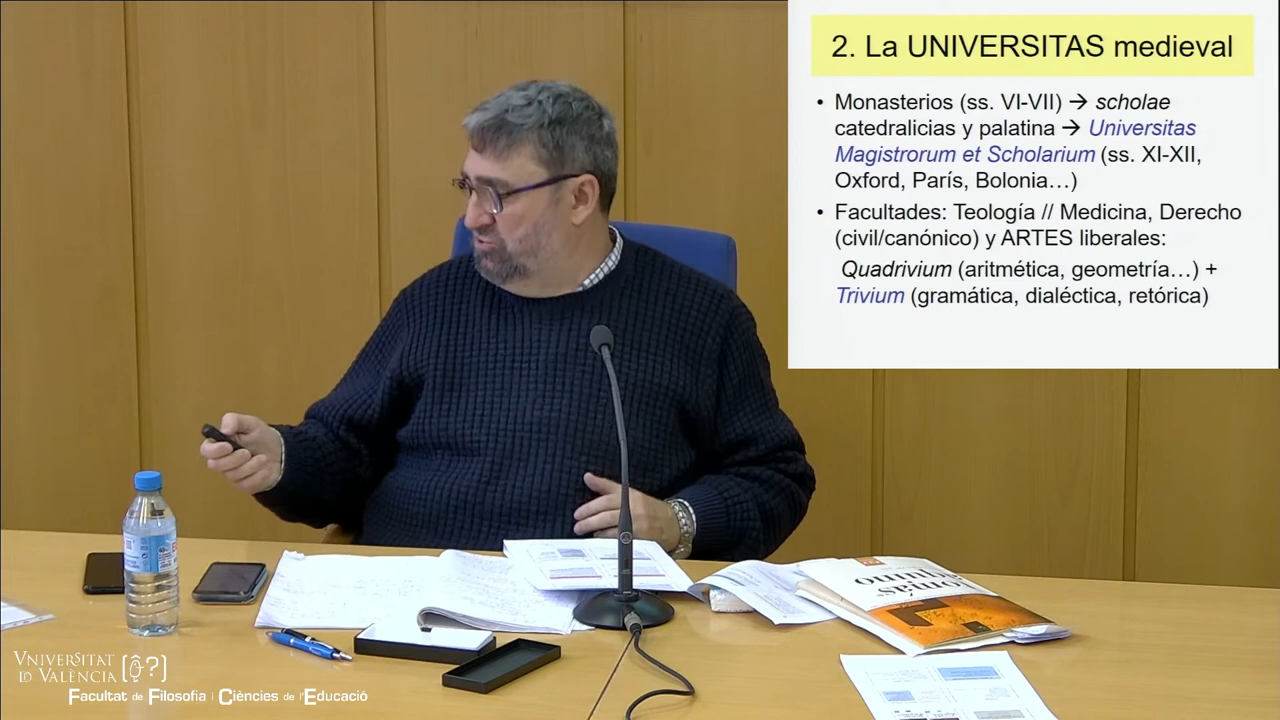 2. La UNIVERSITAS medieval
• Monasterios (ss. VI-VII) → scholae
catedralicias y palatina → Universitas
Magistrorum et Scholarium (ss. XI-XII,
Oxford, París, Bolonia…)
• Facultades: Teología // Medicina, Derecho
(civil/canónico) y ARTES liberales:
Quadrivium (aritmética, geometría…) +
Trivium (gramática, dialéctica, retórica)
VNIVERSITAT
ID VALÈNCIA [Ô?]
Facultat de Filosofia i Ciències de l'Educació